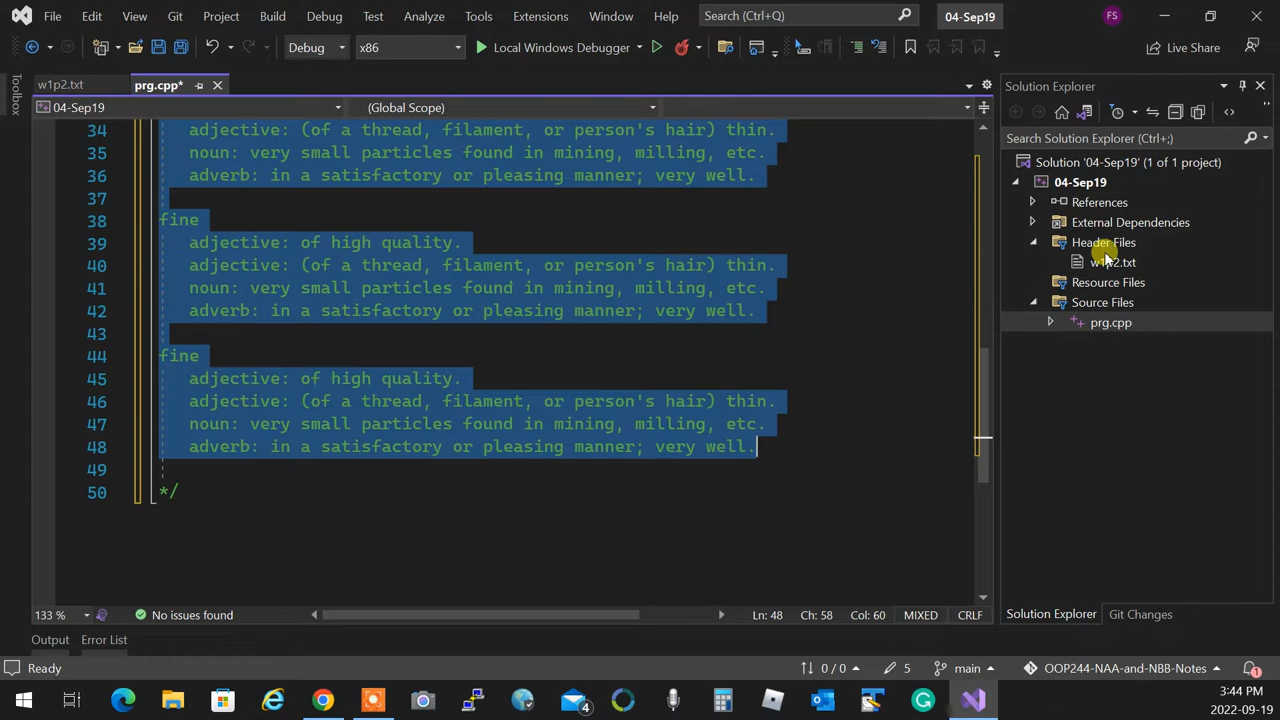 File Edit View Git Project Build Debug Test Analyze Tools Extensions Window Help Search (Ctrl+Q) 04-Sep19 FS
Debug x86 Local Windows Debugger Live Share
Toolbox
w1p2.txt prg.cpp*
04-Sep19 (Global Scope)
34 adjective: (of a thread, filament, or person's hair) thin.
35 noun: very small particles found in mining, milling, etc.
36 adverb: in a satisfactory or pleasing manner; very well.
37
38 fine
39 adjective: of high quality.
40 adjective: (of a thread, filament, or person's hair) thin.
41 noun: very small particles found in mining, milling, etc.
42 adverb: in a satisfactory or pleasing manner; very well.
43
44 fine
45 adjective: of high quality.
46 adjective: (of a thread, filament, or person's hair) thin.
47 noun: very small particles found in mining, milling, etc.
48 adverb: in a satisfactory or pleasing manner; very well.
49
50 */
133 % No issues found Ln: 48 Ch: 58 Col: 60 MIXED CRLF
Solution Explorer
Search Solution Explorer (Ctrl+;)
Solution '04-Sep19' (1 of 1 project)
04-Sep19
References
External Dependencies
Header Files
w1p2.txt
Resource Files
Source Files
prg.cpp
Solution Explorer Git Changes
Output Error List
Ready 0 / 0 5 main OOP244-NAA-and-NBB-Notes 1
4
3:44 PM
2022-09-19